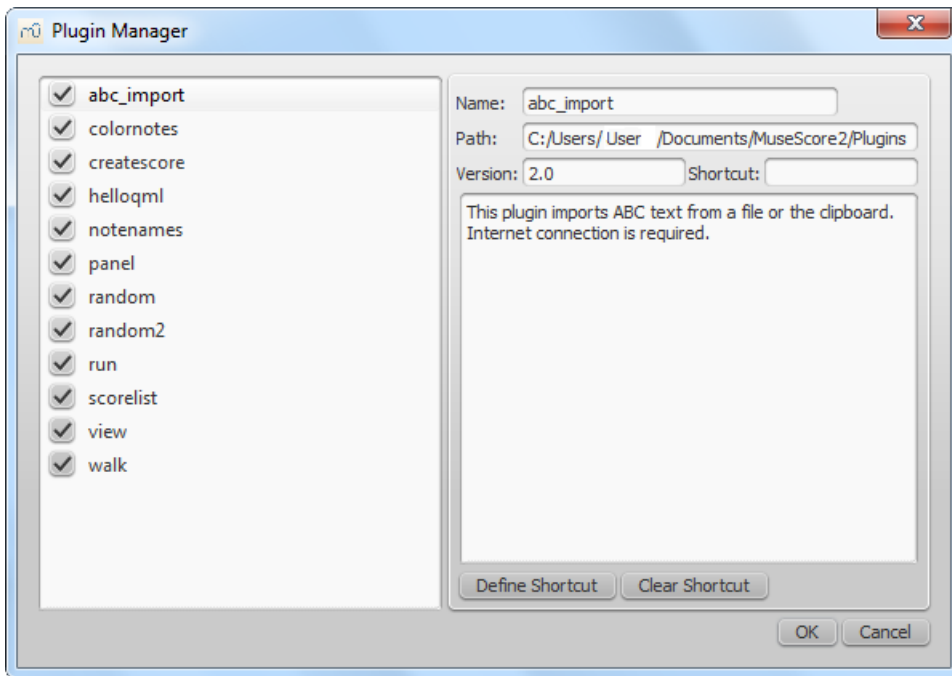 Plugin Manager
abc_import
colornotes
createscore
helloqml
notenames
panel
random
random2
run
scorelist
view
walk
Name: abc_import
Path: C:/Users/ User /Documents/MuseScore2/Plugins
Version: 2.0 Shortcut:
This plugin imports ABC text from a file or the clipboard.
Internet connection is required.
Define Shortcut Clear Shortcut
OK Cancel